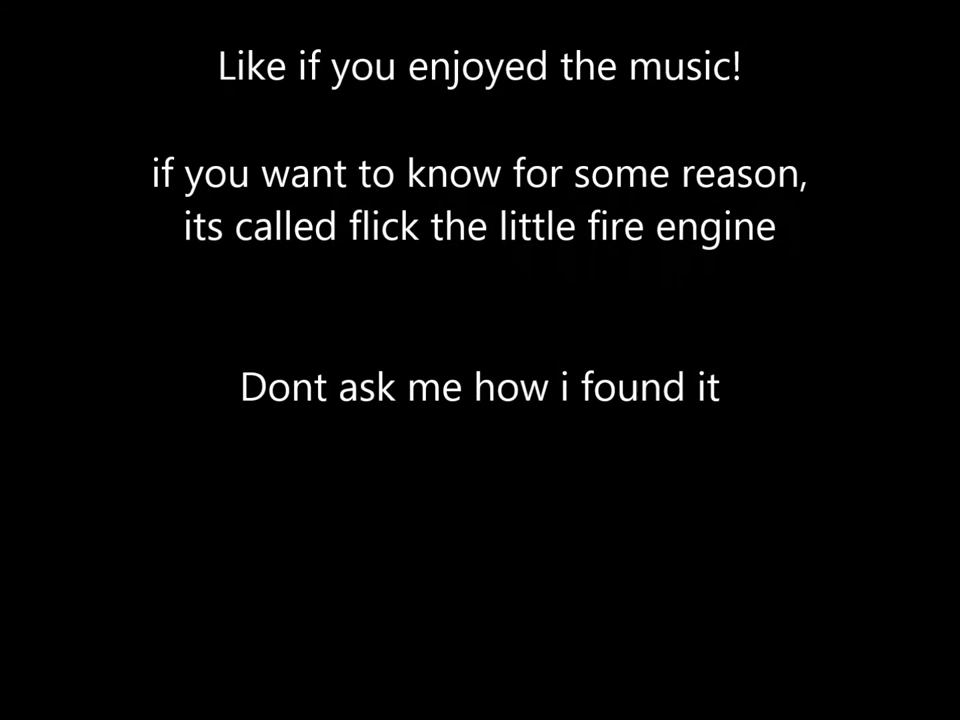 Like if you enjoyed the music!
if you want to know for some reason,
its called flick the little fire engine
Dont ask me how i found it